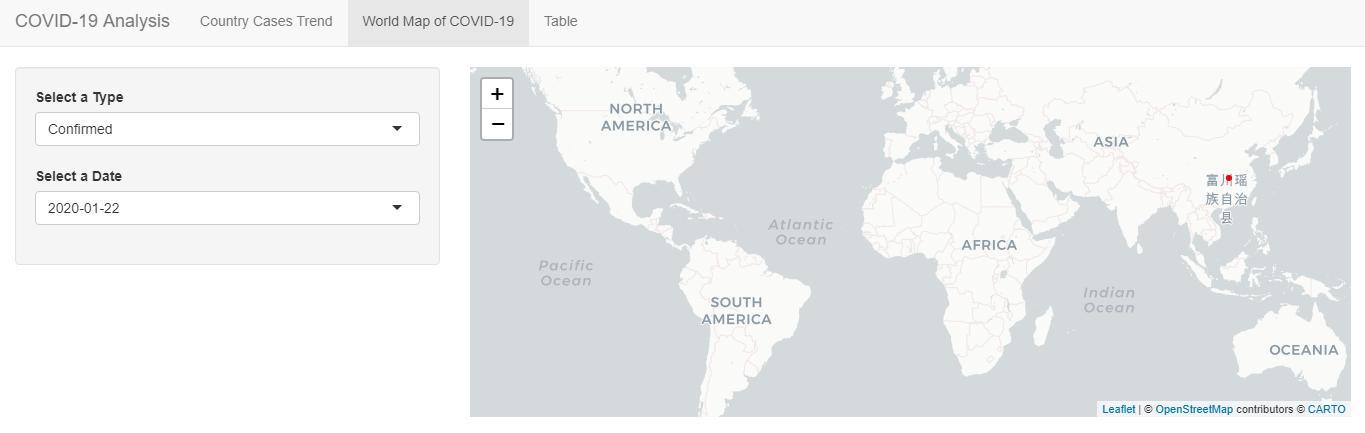 COVID-19 Analysis Country Cases Trend World Map of COVID-19 Table
Select a Type
Confirmed
Select a Date
2020-01-22
+
−
NORTH
AMERICA
ASIA
富川瑶
族自治
县
Atlantic
Ocean
AFRICA
Pacific
Ocean
Indian
Ocean
SOUTH
AMERICA
OCEANIA
Leaflet | © OpenStreetMap contributors © CARTO